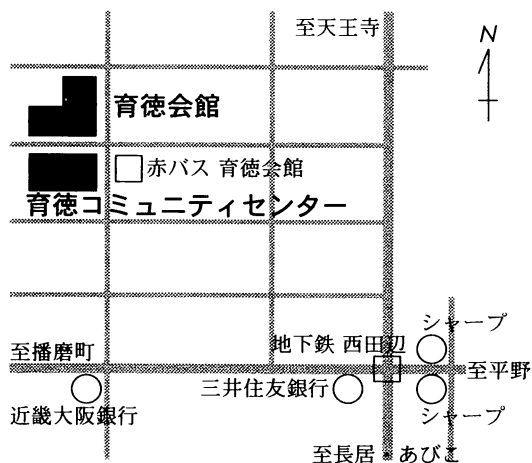 至天王寺
N
育徳会館
赤バス 育徳会館
育徳コミュニティセンター
シャープ
地下鉄 西田辺
至播磨町
至平野
三井住友銀行
近畿大阪銀行
シャープ
至長居・あびこ